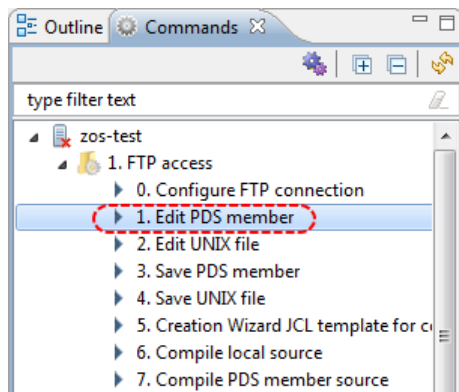 Outline Commands
type filter text
zos-test
1. FTP access
0. Configure FTP connection
1. Edit PDS member
2. Edit UNIX file
3. Save PDS member
4. Save UNIX file
5. Creation Wizard JCL template for
6. Compile local source
7. Compile PDS member source